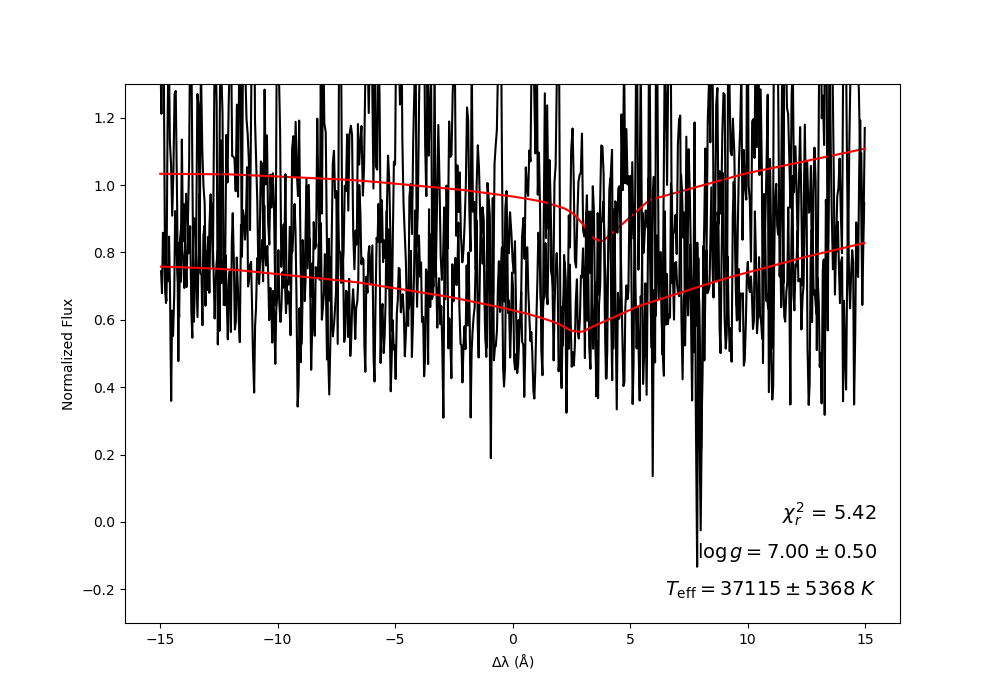 1.2
1.0
0.8
0.6
0.4
0.2
0.0
−0.2
Normalized Flux
χ²ᵣ = 5.42
log g = 7.00 ± 0.50
T_eff = 37115 ± 5368 K
−15 −10 −5 0 5 10 15
Δλ (Å)